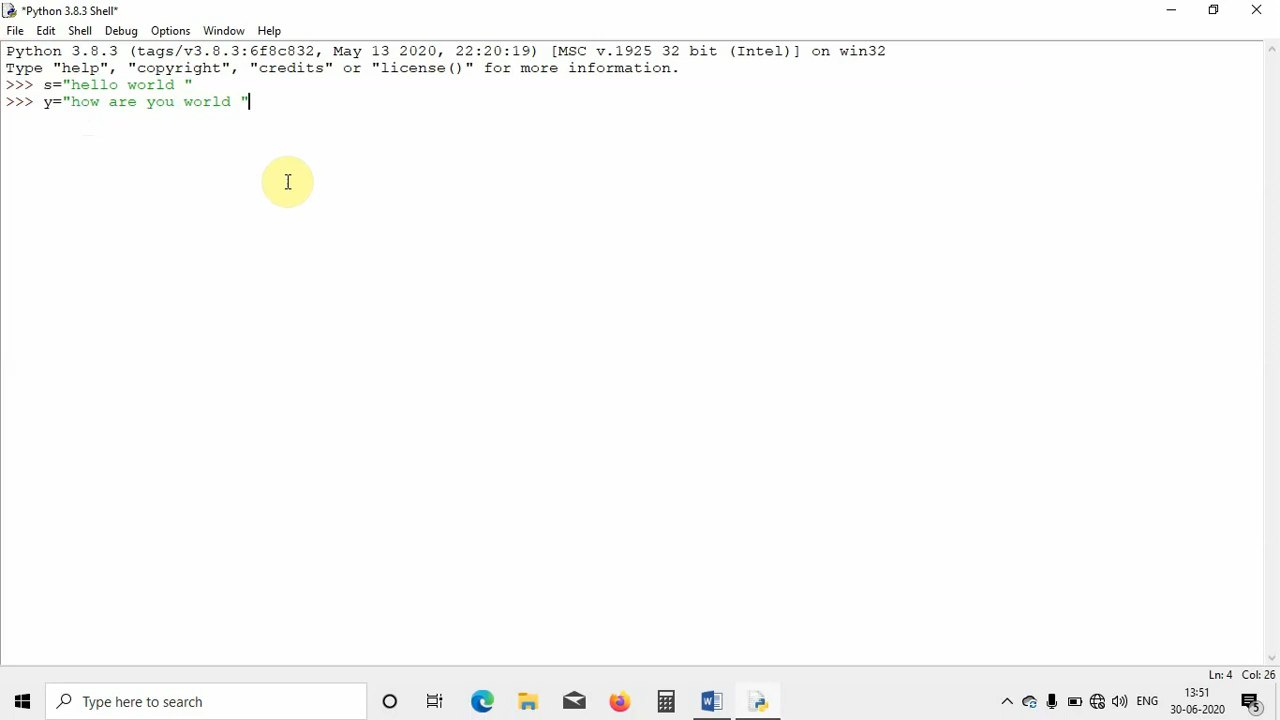 *Python 3.8.3 Shell*
File Edit Shell Debug Options Window Help
Python 3.8.3 (tags/v3.8.3:6f8c832, May 13 2020, 22:20:19) [MSC v.1925 32 bit (Intel)] on win32
Type "help", "copyright", "credits" or "license()" for more information.
>>> s="hello world "
>>> y="how are you world "
Ln: 4 Col: 26
Type here to search
ENG
13:51
30-06-2020
5